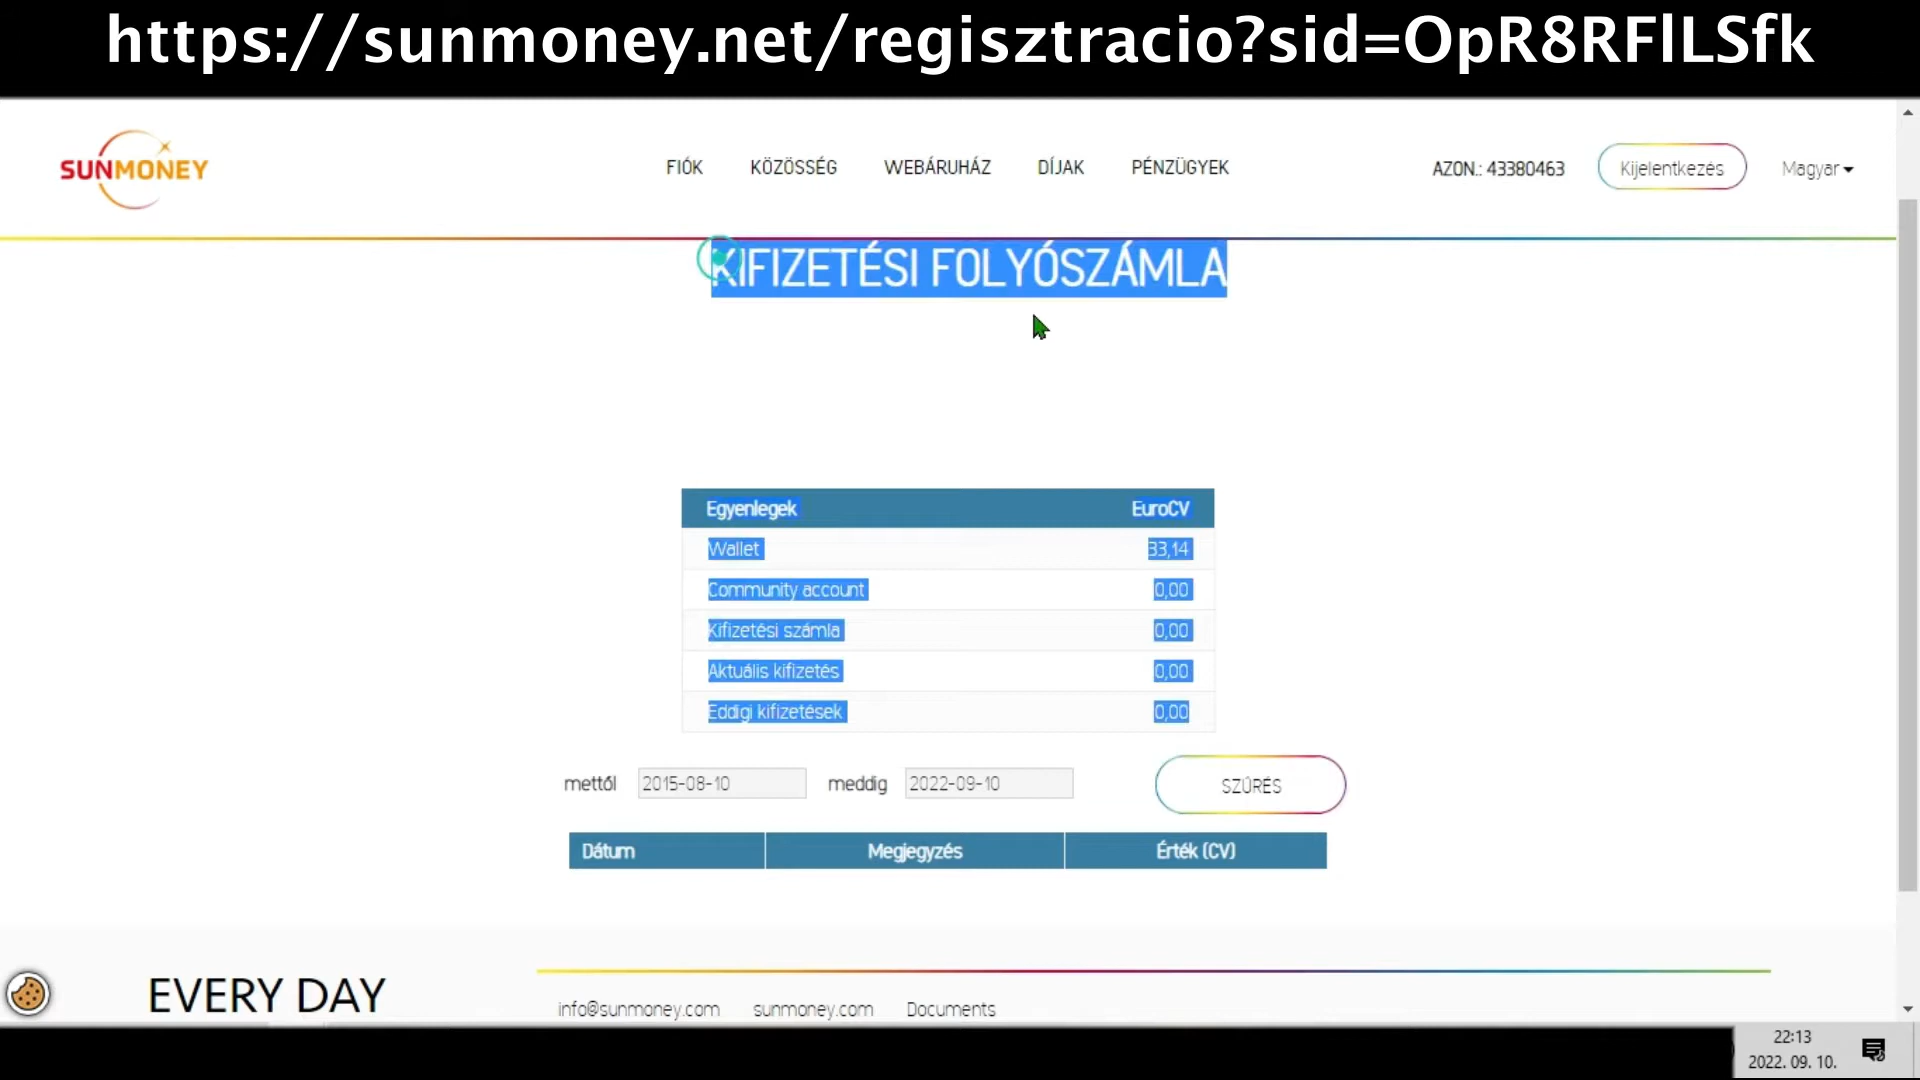 https://sunmoney.net/regisztracio?sid=OpR8RFlLSfk
SUNMONEY
FIÓK KÖZÖSSÉG WEBÁRUHÁZ DÍJAK PÉNZÜGYEK
AZON.: 43380463
Kijelentkezés
Magyar
KIFIZETÉSI FOLYÓSZÁMLA
Egyenlegek EuroCV
Wallet 33,14
Community account 0,00
Kifizetési számla 0,00
Aktuális kifizetés 0,00
Eddigi kifizetések 0,00
mettől 2015-08-10 meddig 2022-09-10 SZŰRÉS
Dátum Megjegyzés Érték (CV)
EVERY DAY
info@sunmoney.com sunmoney.com Documents
22:13
2022. 09. 10.